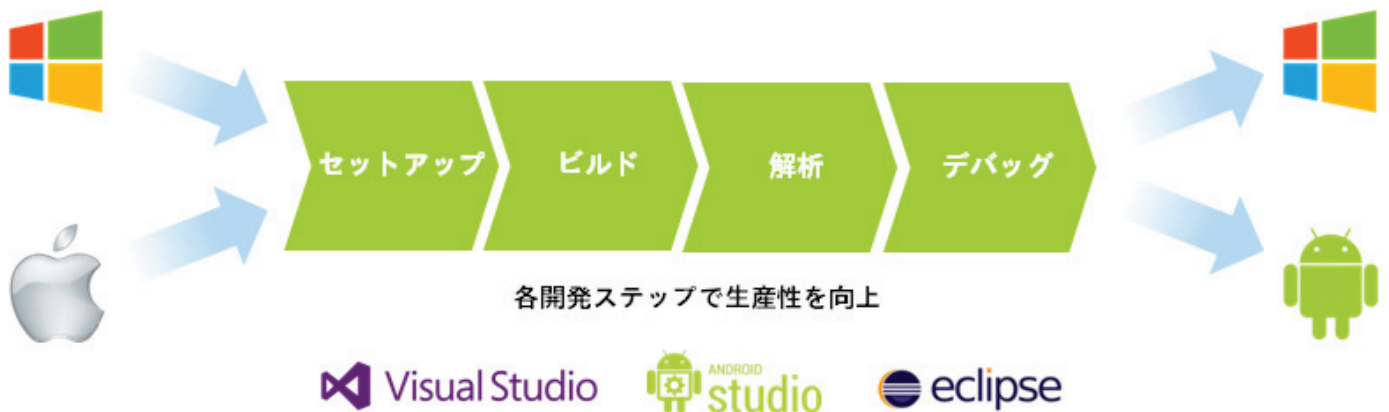 セットアップ
ビルド
解析
デバッグ
各開発ステップで生産性を向上
Visual Studio
ANDROID
studio
eclipse